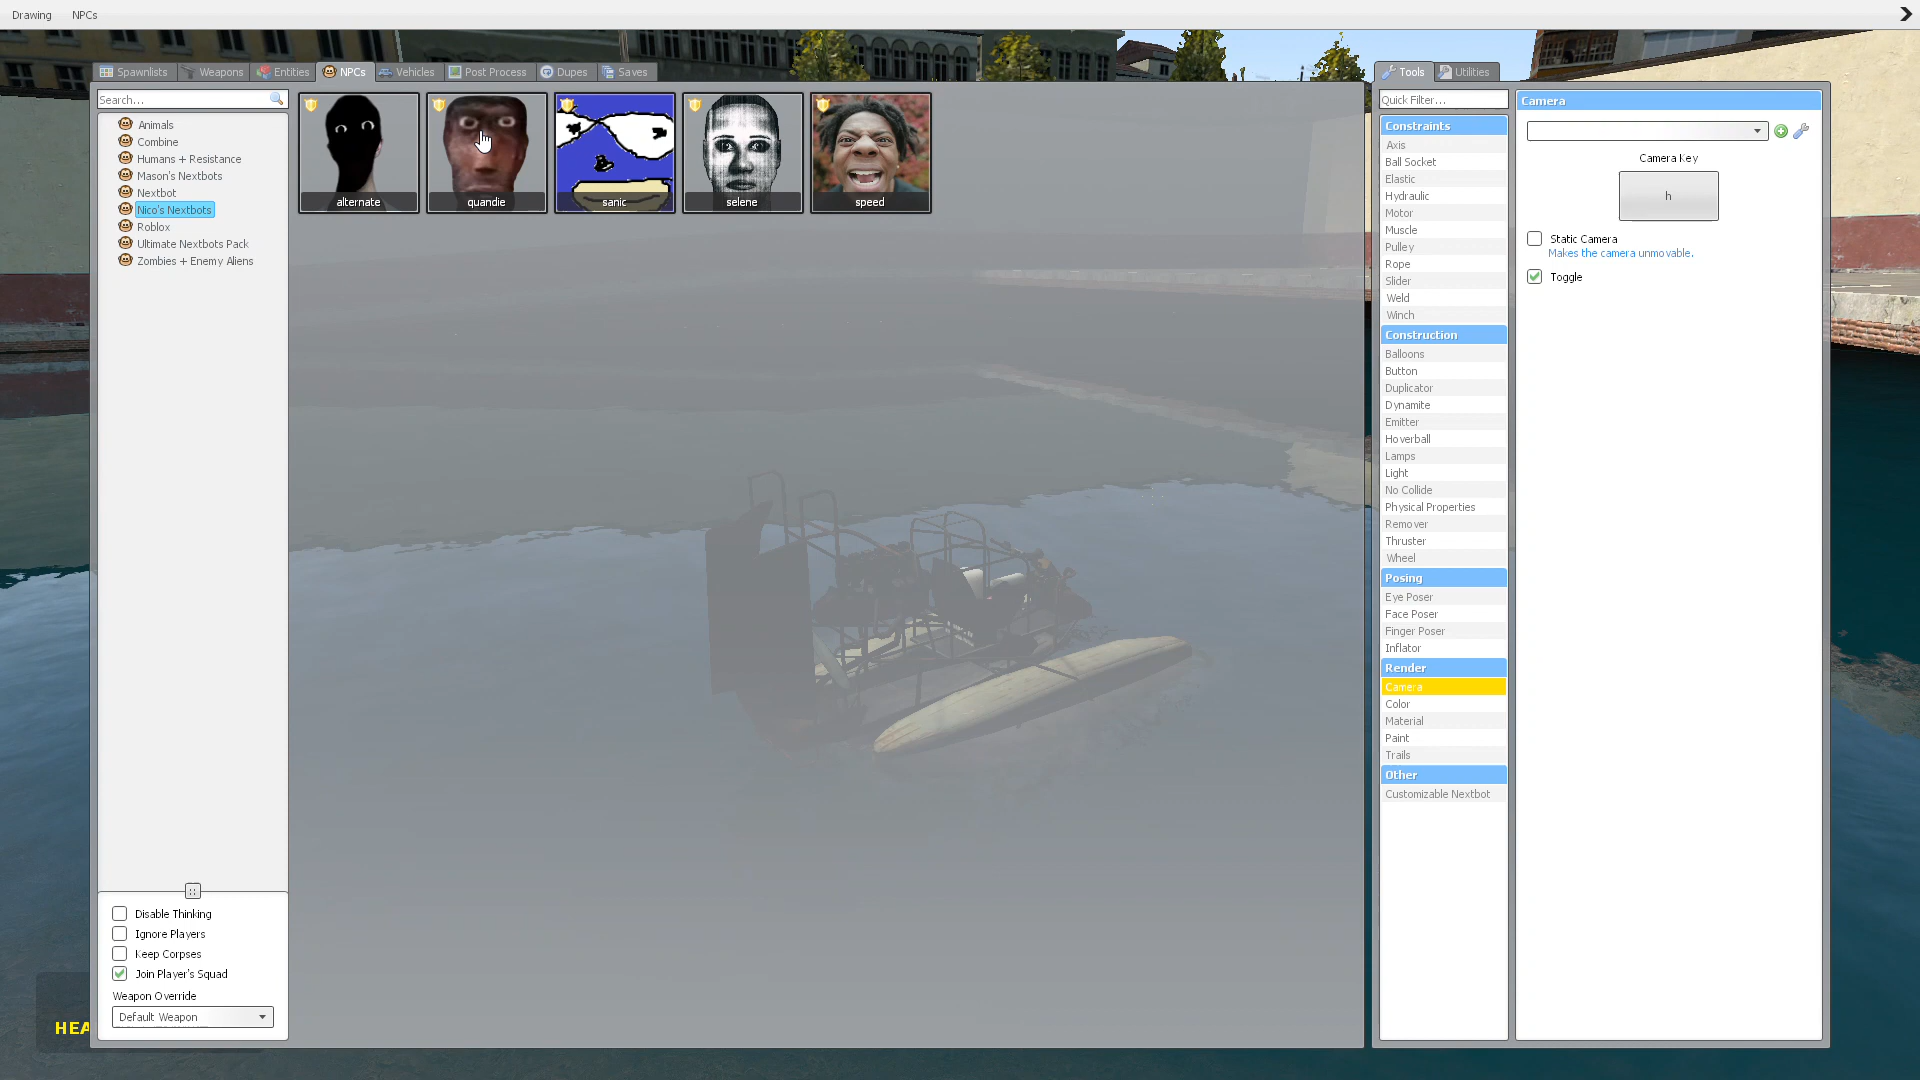 Drawing NPCs
Spawnlists Weapons Entities NPCs Vehicles Post Process Dupes Saves
Search...
Animals
Combine
Humans + Resistance
Mason's Nextbots
Nextbot
Nico's Nextbots
Roblox
Ultimate Nextbots Pack
Zombies + Enemy Aliens
alternate quandie sanic selene speed
Disable Thinking
Ignore Players
Keep Corpses
Join Player's Squad
Weapon Override
Default Weapon
HEA
Tools Utilities
Quick Filter...
Constraints
Axis
Ball Socket
Elastic
Hydraulic
Motor
Muscle
Pulley
Rope
Slider
Weld
Winch
Construction
Balloons
Button
Duplicator
Dynamite
Emitter
Hoverball
Lamps
Light
No Collide
Physical Properties
Remover
Thruster
Wheel
Posing
Eye Poser
Face Poser
Finger Poser
Inflator
Render
Camera
Color
Material
Paint
Trails
Other
Customizable Nextbot
Camera
Camera Key
h
Static Camera
Makes the camera unmovable.
Toggle